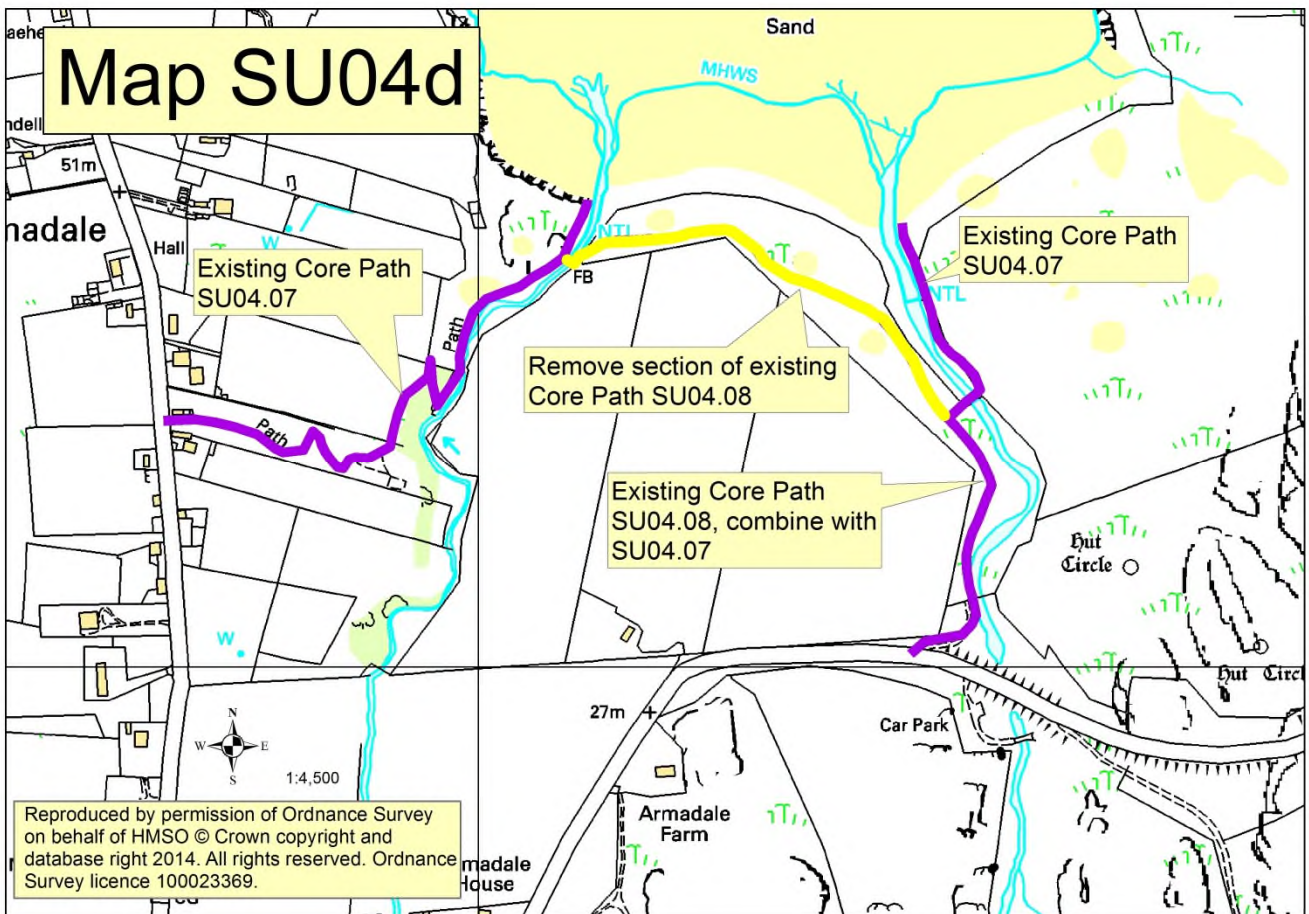 Map SU04d
Sand
MHWS
51m
Hall
W
NTL
FB
Existing Core Path
SU04.07
Existing Core Path
SU04.07
NTL
Path
Path
Remove section of existing
Core Path SU04.08
Existing Core Path
SU04.08, combine with
SU04.07
Hut
Circle
Hut
W
27m
Car Park
N
W E
S
1:4,500
Armadale
Farm
House
Reproduced by permission of Ordnance Survey
on behalf of HMSO © Crown copyright and
database right 2014. All rights reserved. Ordnance
Survey licence 100023369.